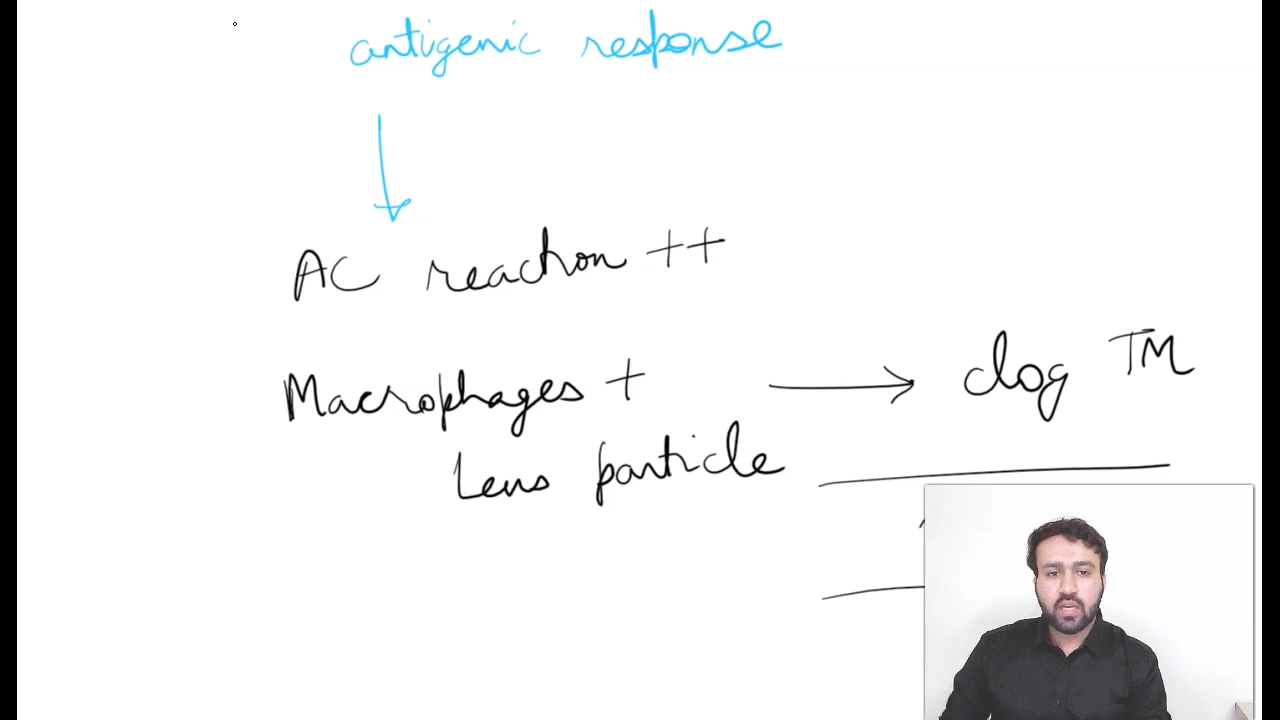 antigenic response
AC reaction ++
Macrophages + → clog TM
Lens particle